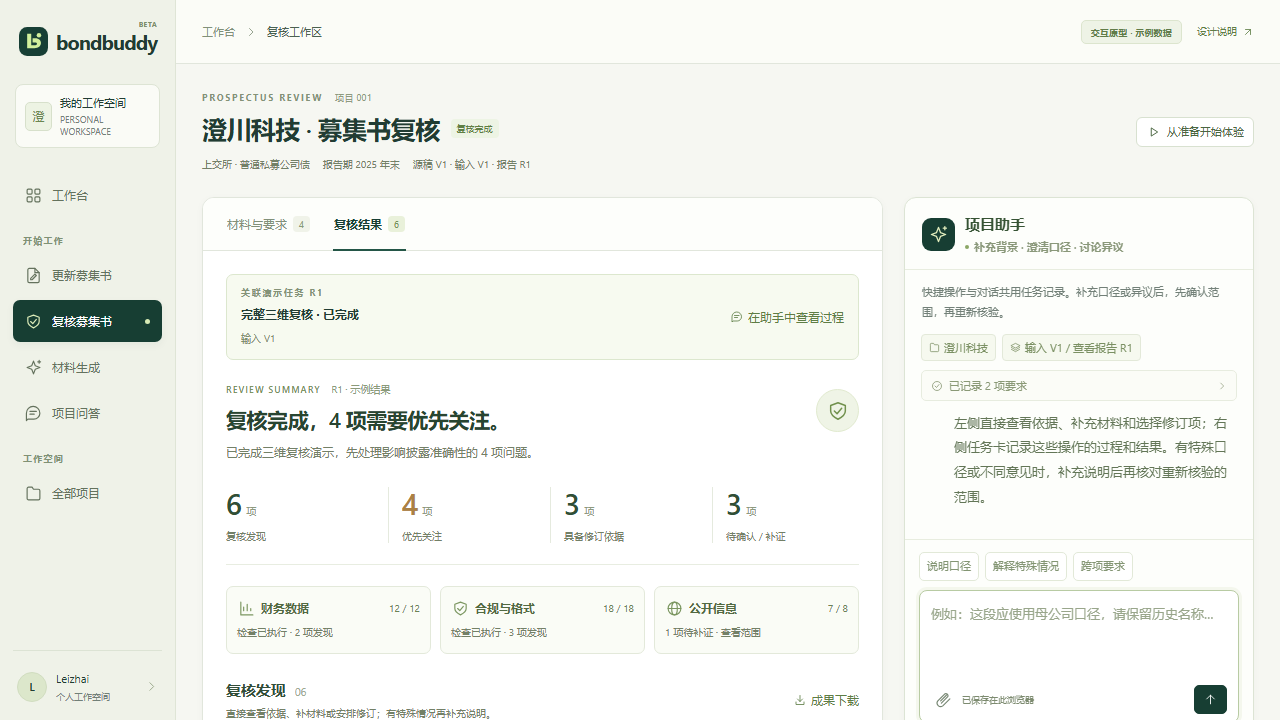 BETA
bondbuddy
澄
我的工作空间
PERSONAL
WORKSPACE
工作台
开始工作
更新募集书
复核募集书
材料生成
项目问答
工作空间
全部项目
L
Leizhai
个人工作空间
工作台
复核工作区
交互原型 · 示例数据
设计说明
PROSPECTUS REVIEW 项目 001
澄川科技 · 募集书复核
复核完成
上交所 · 普通私募公司债 报告期 2025 年末 源稿 V1 · 输入 V1 · 报告 R1
从准备开始体验
材料与要求 4
复核结果 6
关联演示任务 R1
完整三维复核 · 已完成
输入 V1
在助手中查看过程
REVIEW SUMMARY R1 · 示例结果
复核完成，4 项需要优先关注。
已完成三维复核演示，先处理影响披露准确性的 4 项问题。
6 项
复核发现
4 项
优先关注
3 项
具备修订依据
3 项
待确认 / 补证
财务数据 12 / 12
检查已执行 · 2 项发现
合规与格式 18 / 18
检查已执行 · 3 项发现
公开信息 7 / 8
1 项待补证 · 查看范围
复核发现 06
直接查看依据、补材料或安排修订；有特殊情况再补充说明。
成果下载
项目助手
补充背景 · 澄清口径 · 讨论异议
快捷操作与对话共用任务记录。补充口径或异议后，先确认范
围，再重新核验。
澄川科技
输入 V1 / 查看报告 R1
已记录 2 项要求
左侧直接查看依据、补充材料和选择修订项；右
侧任务卡记录这些操作的过程和结果。有特殊口
径或不同意见时，补充说明后再核对重新核验的
范围。
说明口径
解释特殊情况
跨项要求
例如：这段应使用母公司口径，请保留历史名称...
已保存在此浏览器